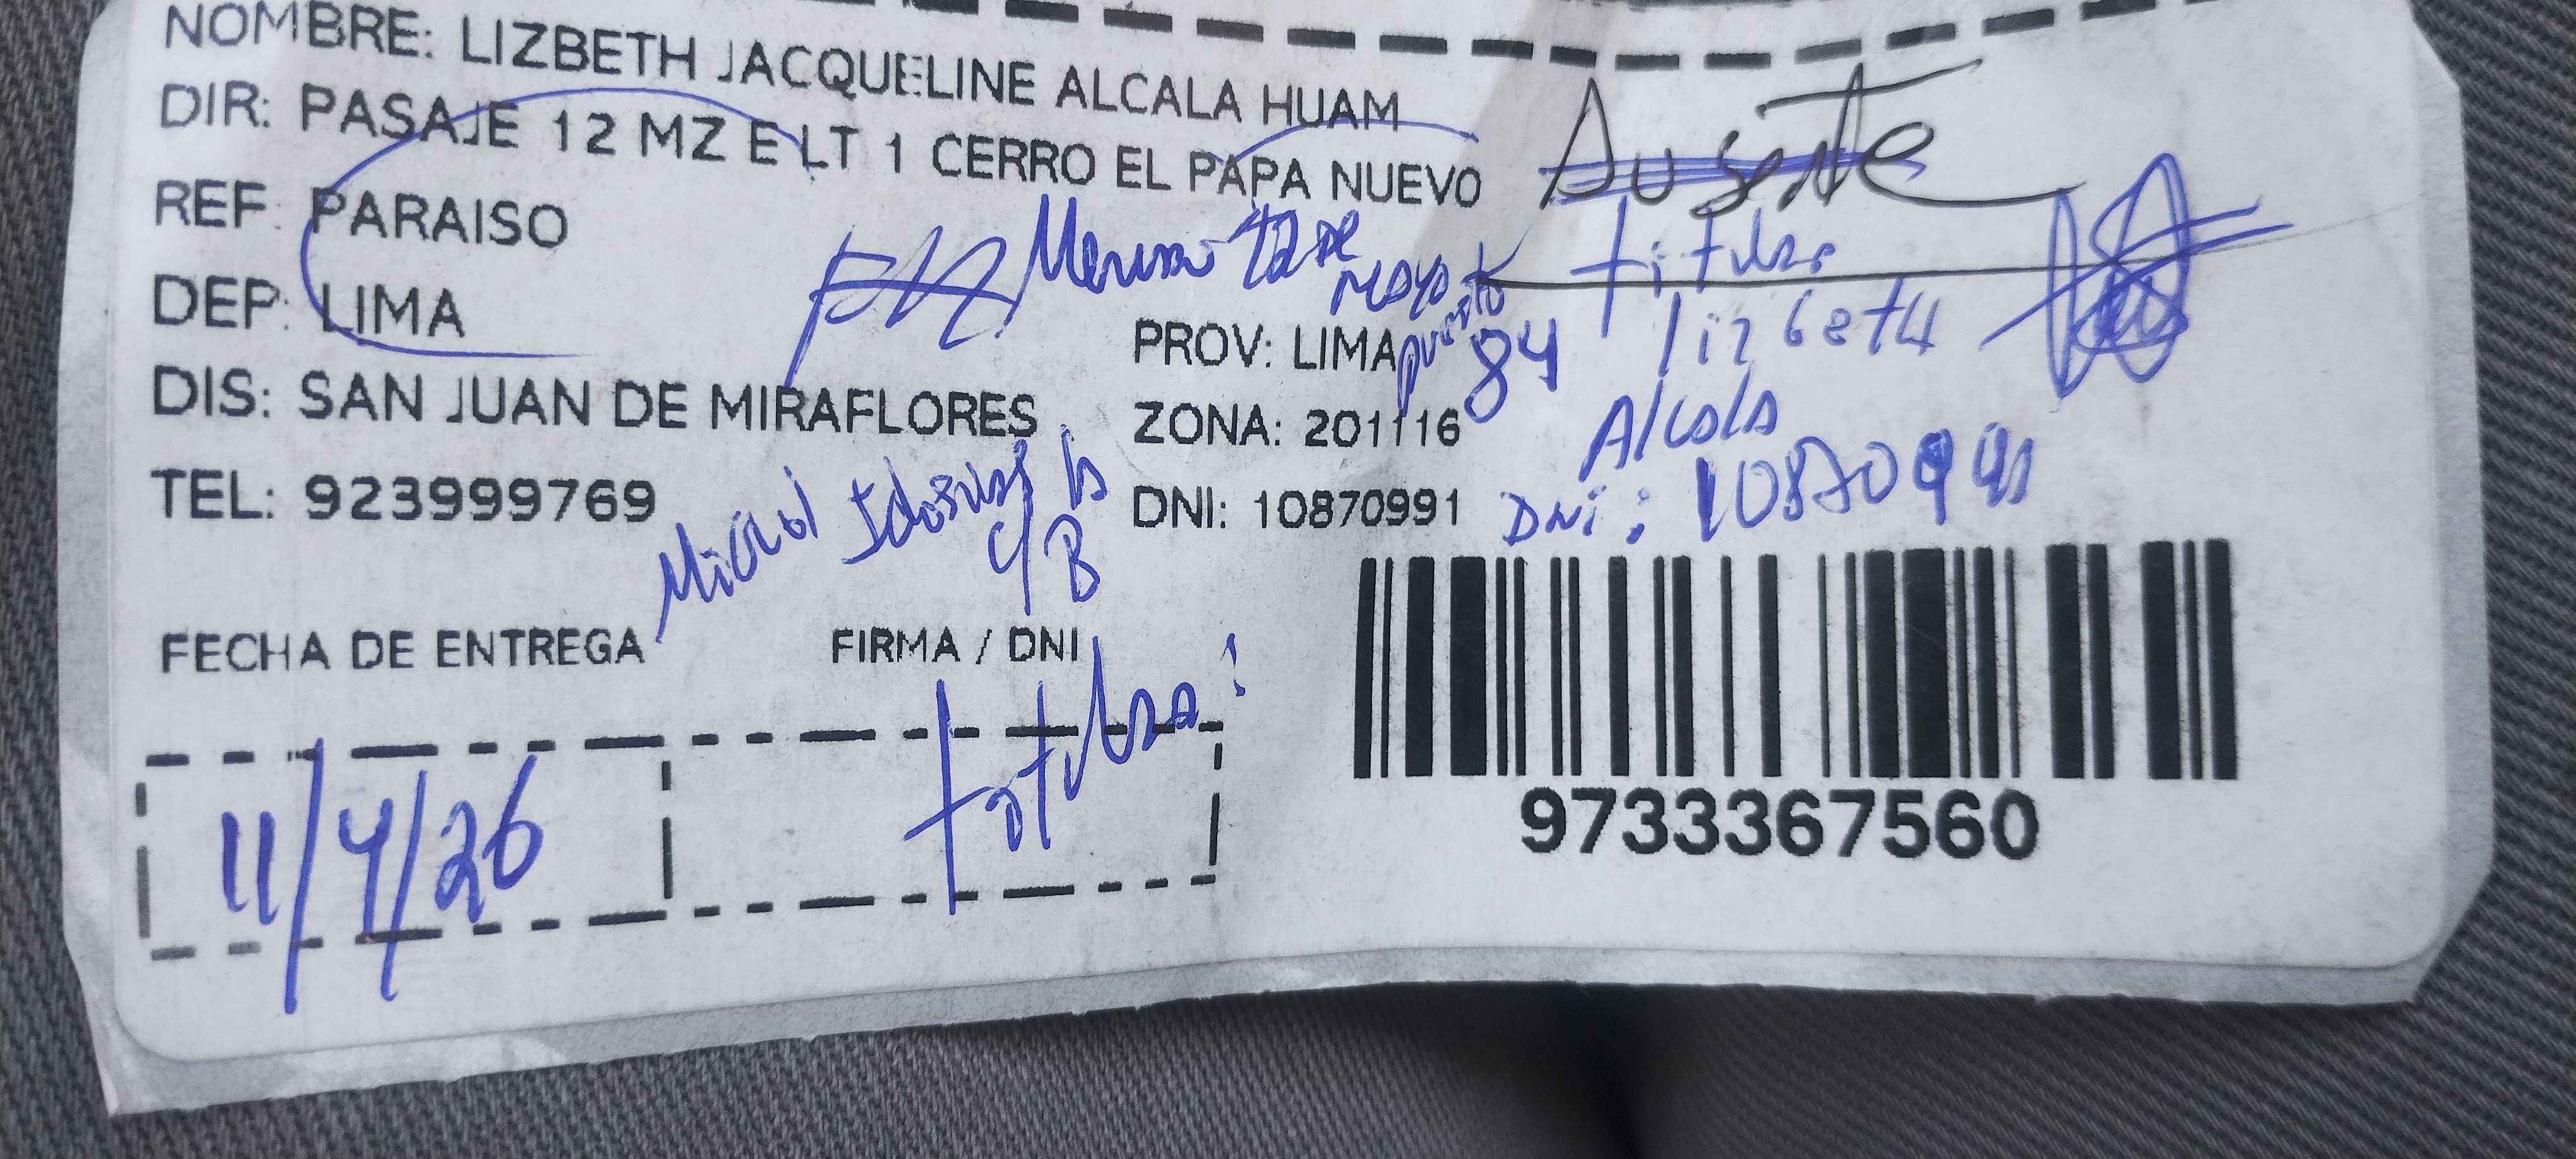 NOMBRE: LIZBETH JACQUELINE ALCALA HUAM
DIR: PASAJE 12 MZ E LT 1 CERRO EL PAPA NUEVO
REF: PARAISO
DEP: LIMA
PROV: LIMA
DIS: SAN JUAN DE MIRAFLORES
ZONA: 201116
TEL: 923999769
DNI: 10870991
Ausente
titular
lizbeth
Alcala
DNI: 10870991
puesto
84
FECHA DE ENTREGA
FIRMA / DNI
11/4/26
titular:
9733367560